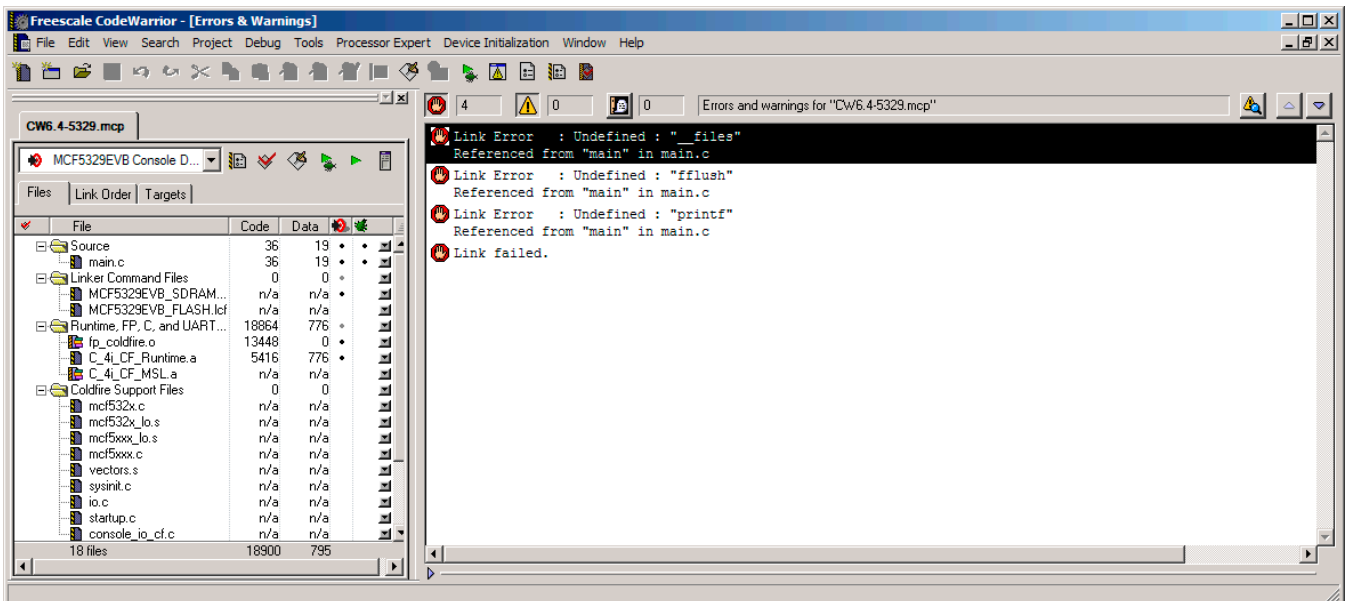 Freescale CodeWarrior - [Errors & Warnings]
File Edit View Search Project Debug Tools Processor Expert Device Initialization Window Help
4 0 0 Errors and warnings for "CW6.4-5329.mcp"
CW6.4-5329.mcp
MCF5329EVB Console D...
Files Link Order Targets
File Code Data
Source 36 19
main.c 36 19
Linker Command Files 0 0
MCF5329EVB_SDRAM... n/a n/a
MCF5329EVB_FLASH.lcf n/a n/a
Runtime, FP, C, and UART... 18864 776
fp_coldfire.o 13448 0
C_4i_CF_Runtime.a 5416 776
C_4i_CF_MSL.a n/a n/a
Coldfire Support Files 0 0
mcf532x.c n/a n/a
mcf532x_lo.s n/a n/a
mcf5xxx_lo.s n/a n/a
mcf5xxx.c n/a n/a
vectors.s n/a n/a
sysinit.c n/a n/a
io.c n/a n/a
startup.c n/a n/a
console_io_cf.c n/a n/a
18 files 18900 795
Link Error : Undefined : "__files"
Referenced from "main" in main.c
Link Error : Undefined : "fflush"
Referenced from "main" in main.c
Link Error : Undefined : "printf"
Referenced from "main" in main.c
Link failed.